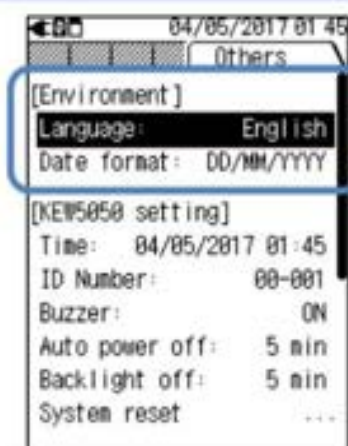 04/05/2017 01 45
Others
[Environment]
Language: English
Date format: DD/MM/YYYY
[KEW5050 setting]
Time: 04/05/2017 01:45
ID Number: 00-001
Buzzer: ON
Auto power off: 5 min
Backlight off: 5 min
System reset ...